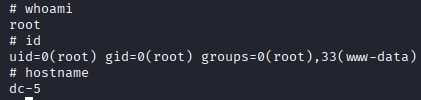 # whoami
root
# id
uid=0(root) gid=0(root) groups=0(root),33(www-data)
# hostname
dc-5